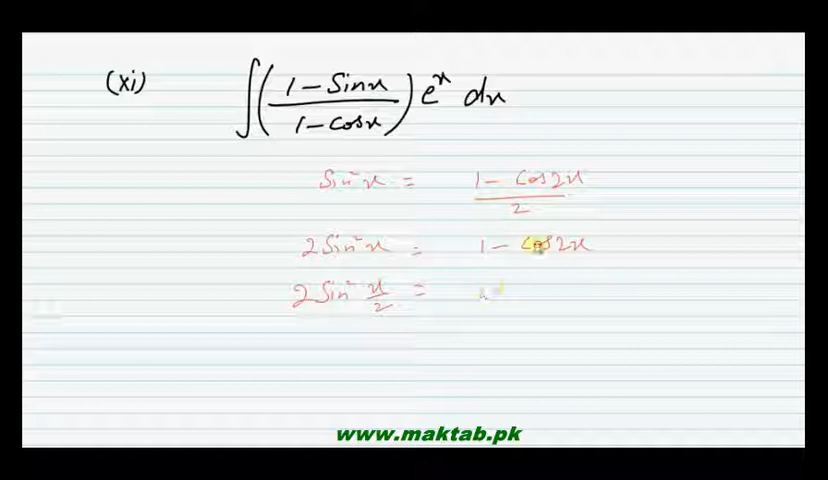 (xi) ∫(1 - Sinx / 1 - Cosx) eˣ dx
Sin²x = 1 - Cos2x / 2
2Sin²x = 1 - Cos2x
2Sin² x/2 =
www.maktab.pk